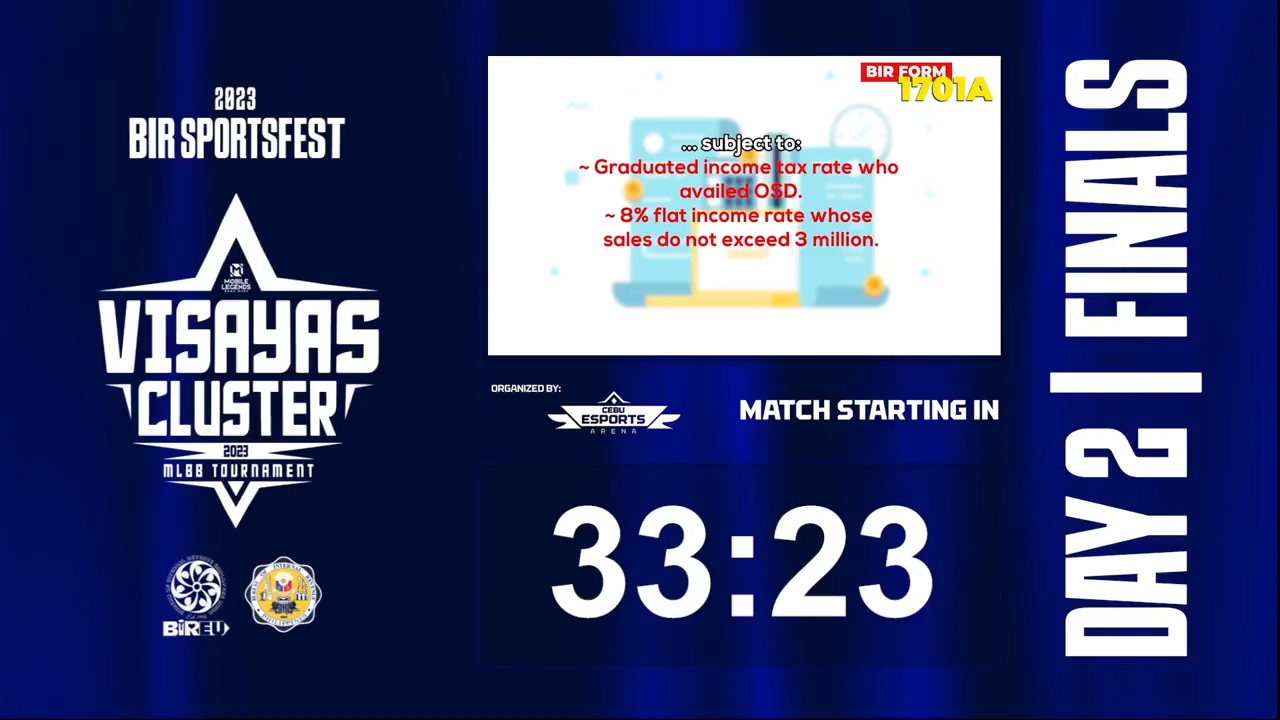 2023
BIR SPORTSFEST
MOBILE
LEGENDS
VISAYAS
CLUSTER
2023
MLBB TOURNAMENT
BIREU
BIR FORM
1701A
... subject to:
~ Graduated income tax rate who
availed OSD.
~ 8% flat income rate whose
sales do not exceed 3 million.
ORGANIZED BY:
CEBU
ESPORTS
ARENA
MATCH STARTING IN
33:23
DAY 2 | FINALS